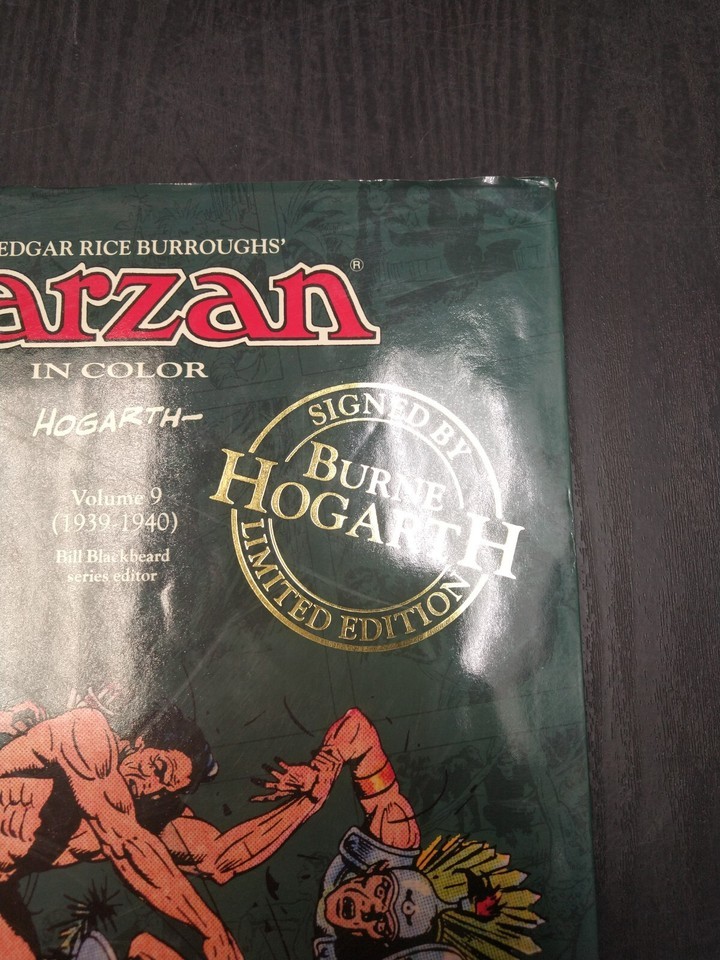 EDGAR RICE BURROUGHS'
arzan®
IN COLOR
HOGARTH—
Volume 9
(1939-1940)
Bill Blackbeard
series editor
SIGNED BY
BURNE
HOGARTH
LIMITED EDITION